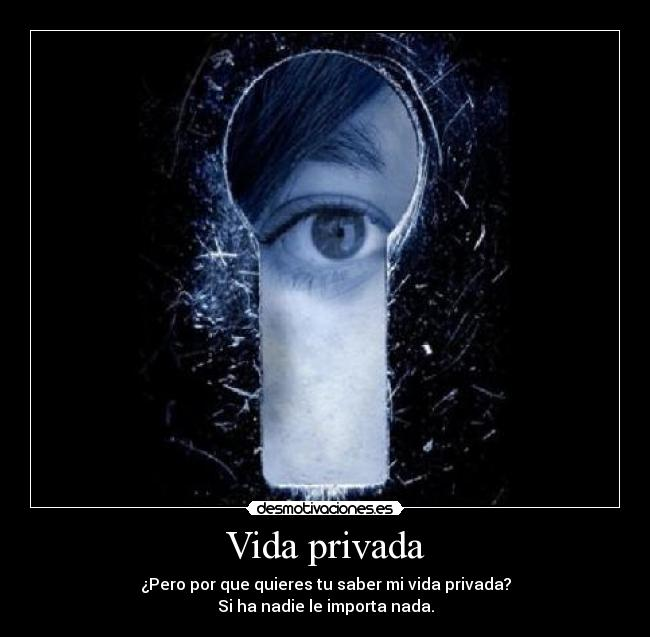 desmotivaciones.es
Vida privada
¿Pero por que quieres tu saber mi vida privada?
Si ha nadie le importa nada.